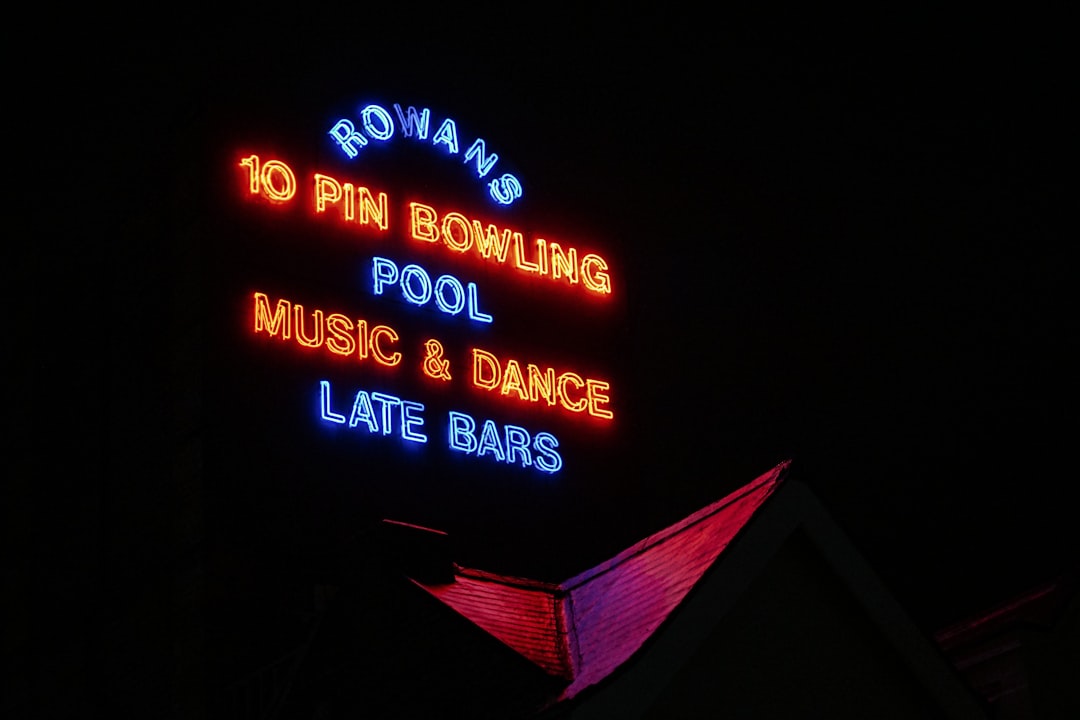 ROWANS
10 PIN BOWLING
POOL
MUSIC & DANCE
LATE BARS